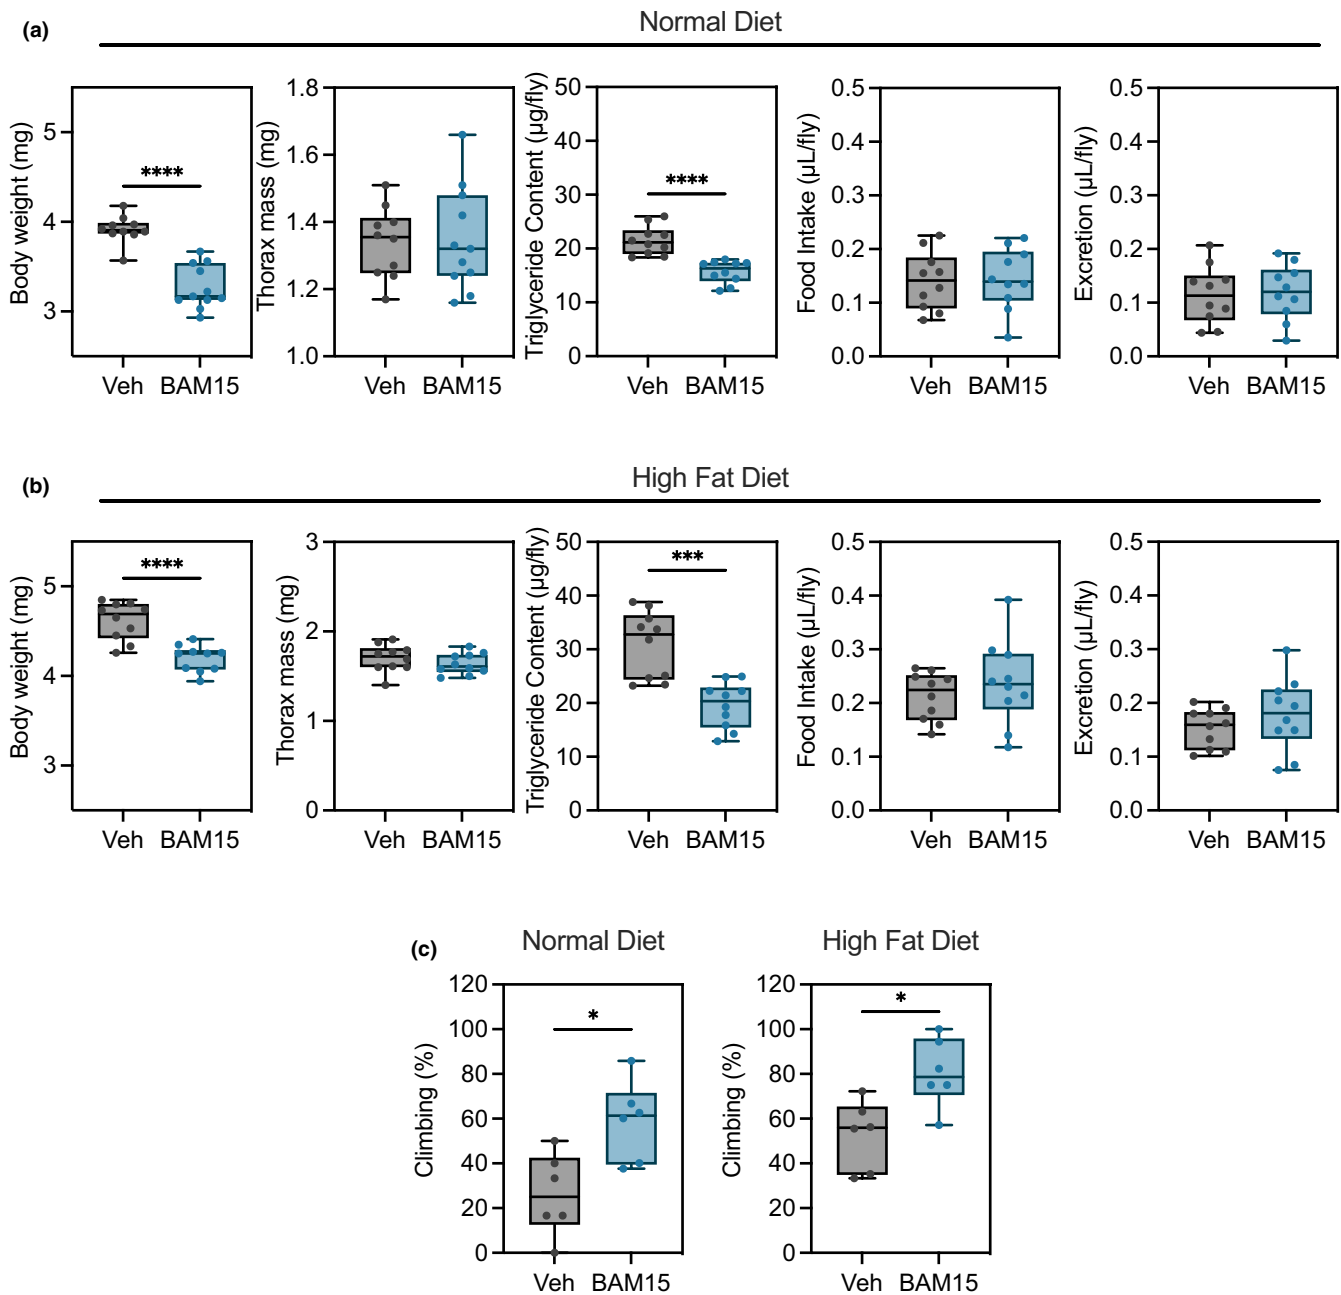 (a)
Normal Diet
Body weight (mg)
5
4
3
****
Veh BAM15
Thorax mass (mg)
1.8
1.6
1.4
1.2
1.0
Veh BAM15
Triglyceride Content (µg/fly)
50
40
30
20
10
0
****
Veh BAM15
Food Intake (µL/fly)
0.5
0.4
0.3
0.2
0.1
0.0
Veh BAM15
Excretion (µL/fly)
0.5
0.4
0.3
0.2
0.1
0.0
Veh BAM15
(b)
High Fat Diet
Body weight (mg)
5
4
3
****
Veh BAM15
Thorax mass (mg)
3
2
1
0
Veh BAM15
Triglyceride Content (µg/fly)
50
40
30
20
10
0
***
Veh BAM15
Food Intake (µL/fly)
0.5
0.4
0.3
0.2
0.1
0.0
Veh BAM15
Excretion (µL/fly)
0.5
0.4
0.3
0.2
0.1
0.0
Veh BAM15
(c)
Normal Diet
Climbing (%)
120
100
80
60
40
20
0
*
Veh BAM15
High Fat Diet
Climbing (%)
120
100
80
60
40
20
0
*
Veh BAM15